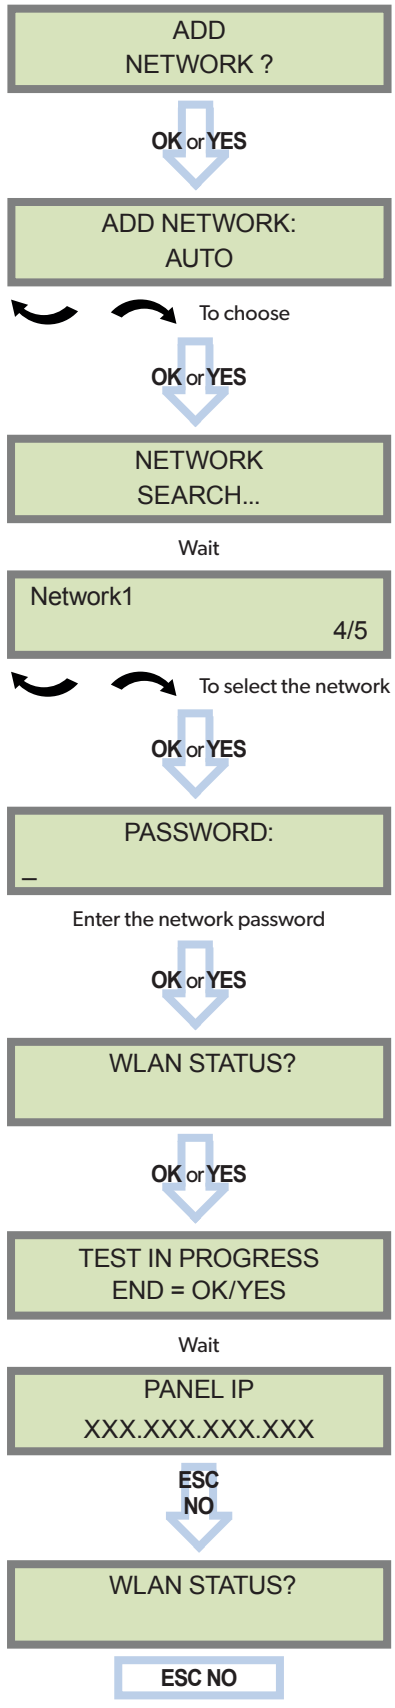 ADD
NETWORK ?
OK or YES
ADD NETWORK:
AUTO
To choose
OK or YES
NETWORK
SEARCH...
Wait
Network1
4/5
To select the network
OK or YES
PASSWORD:
_
Enter the network password
OK or YES
WLAN STATUS?
OK or YES
TEST IN PROGRESS
END = OK/YES
Wait
PANEL IP
XXX.XXX.XXX.XXX
ESC
NO
WLAN STATUS?
ESC NO